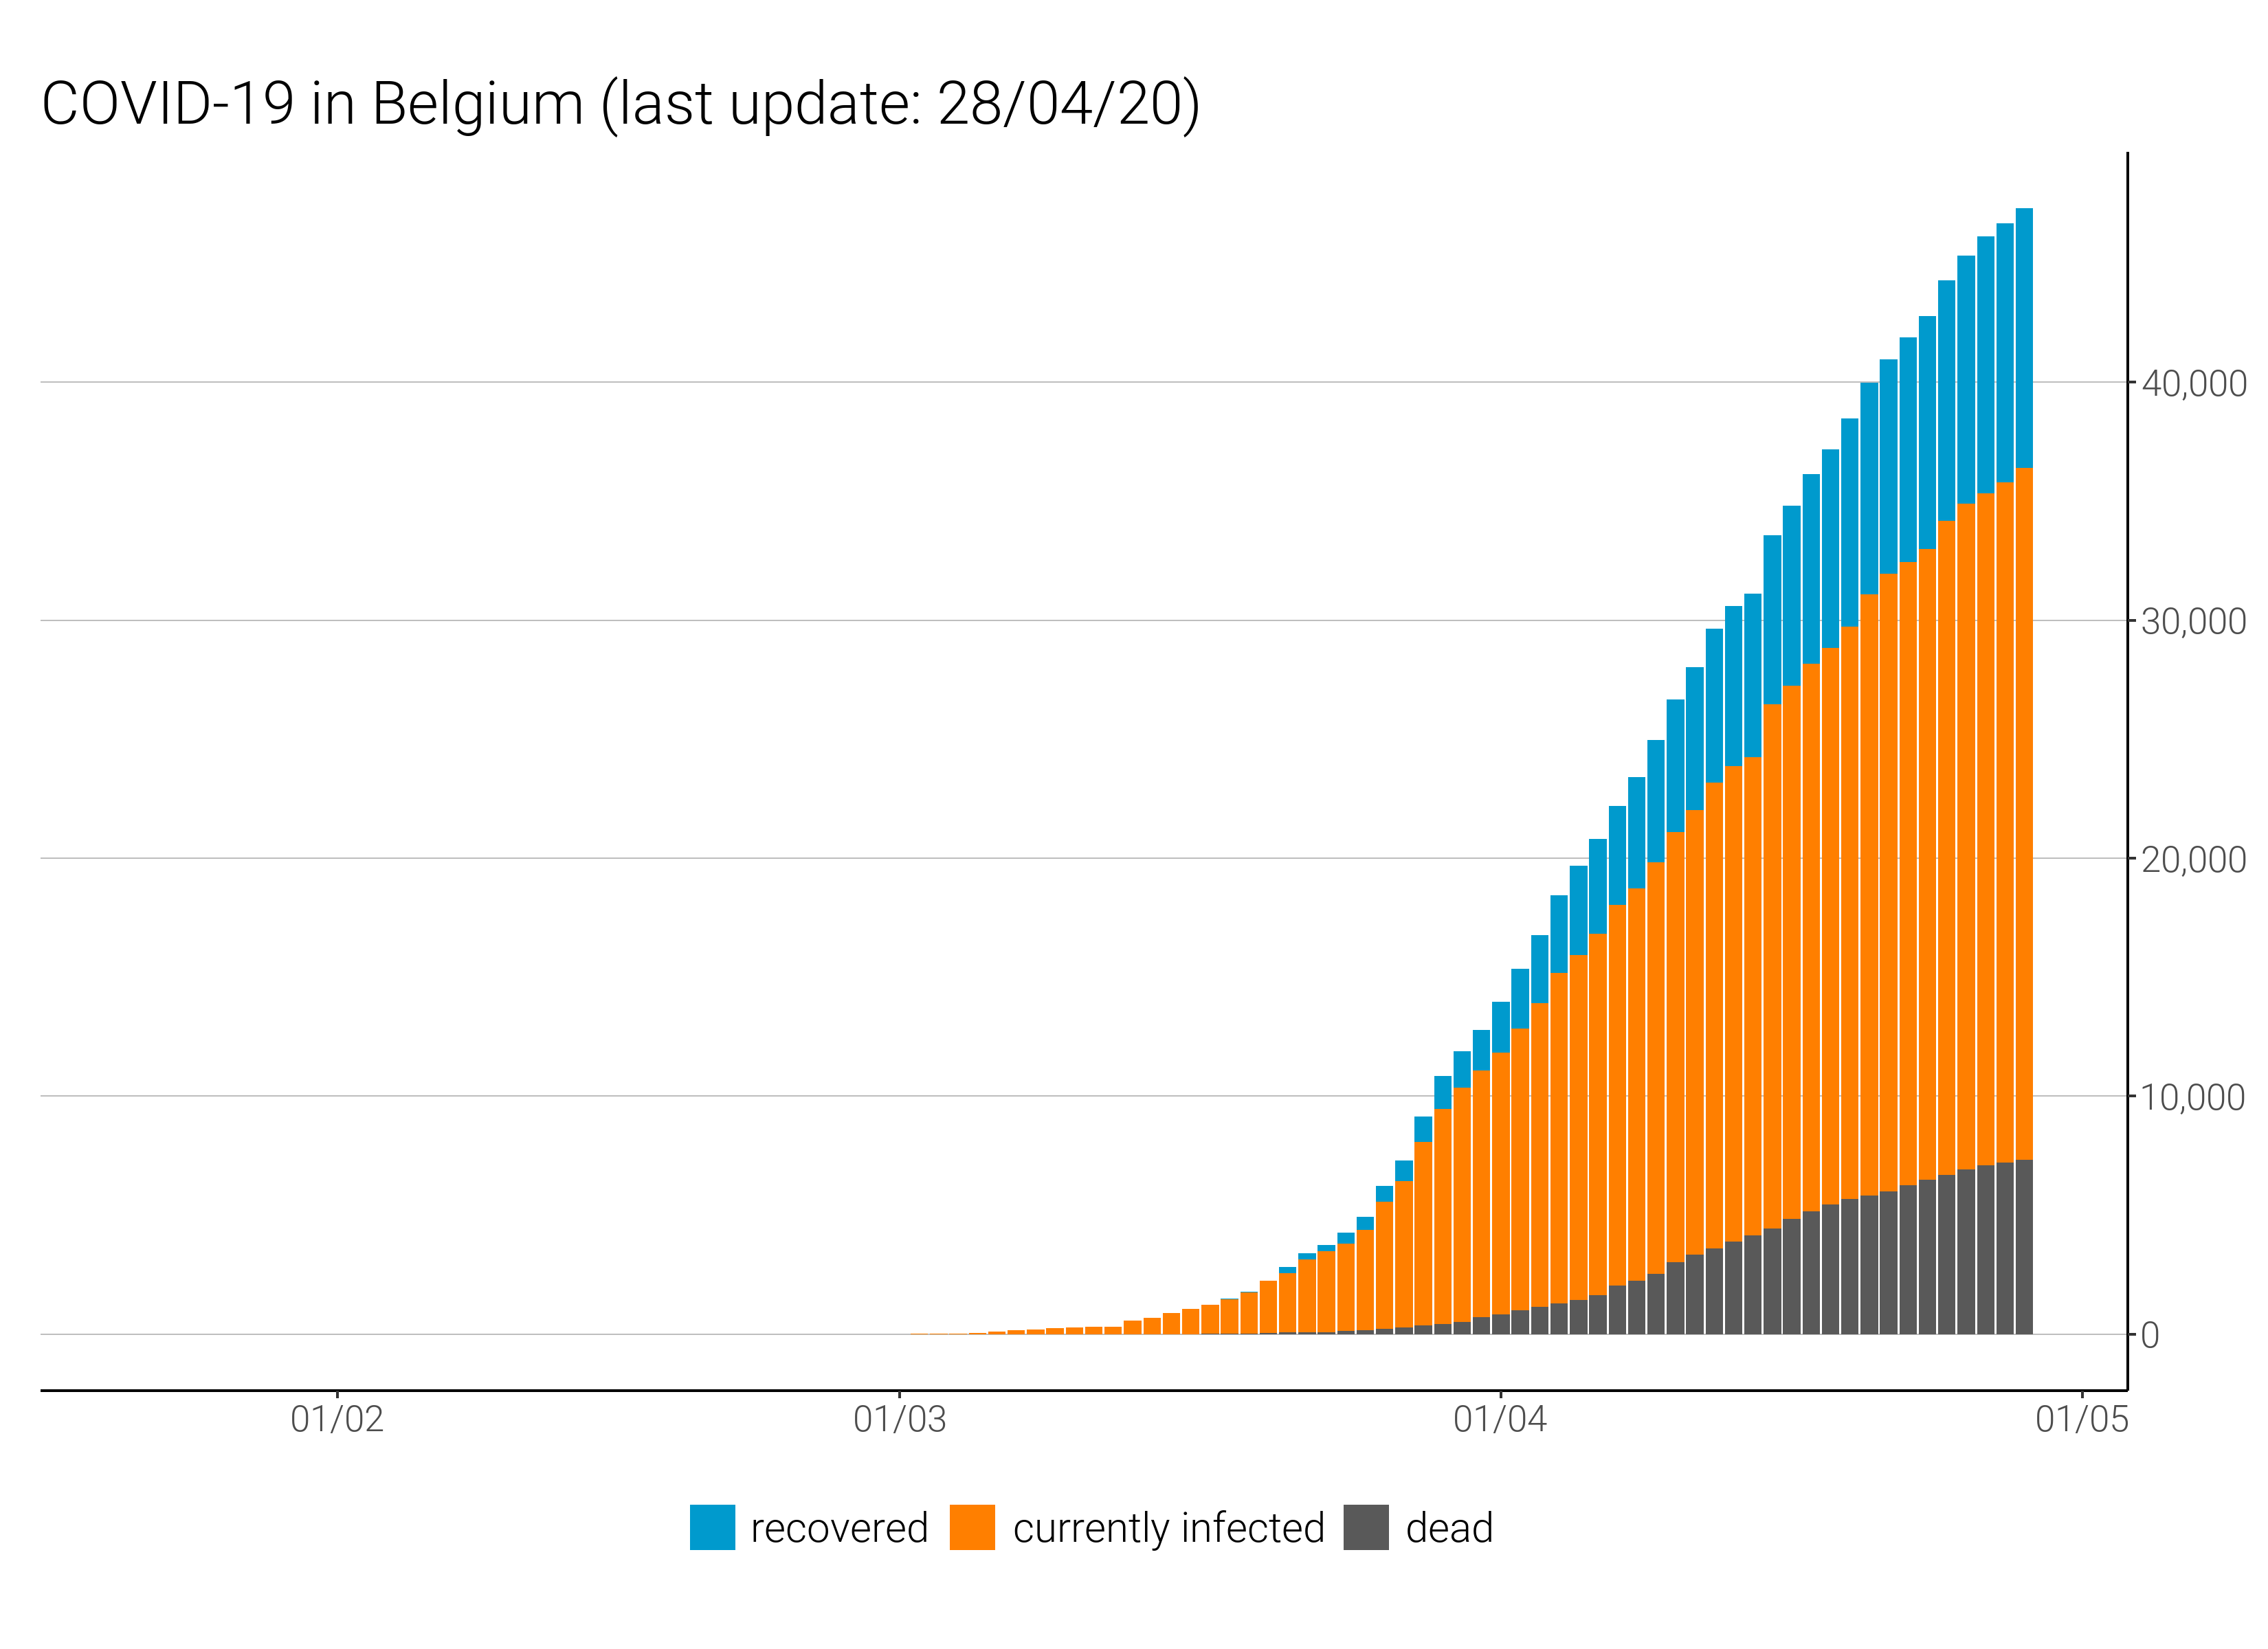 COVID-19 in Belgium (last update: 28/04/20)
40,000
30,000
20,000
10,000
0
01/02 01/03 01/04 01/05
recovered currently infected dead